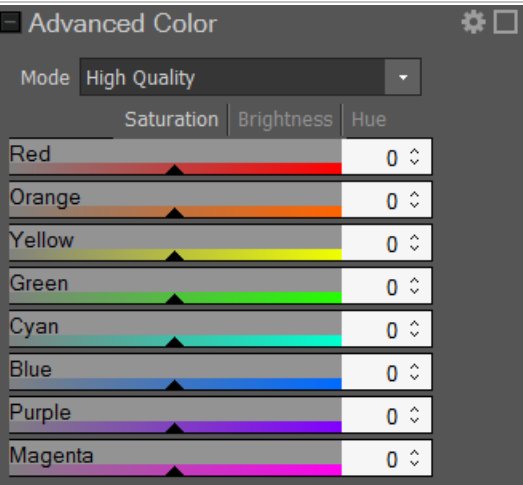 Advanced Color
Mode High Quality
Saturation Brightness Hue
Red 0
Orange 0
Yellow 0
Green 0
Cyan 0
Blue 0
Purple 0
Magenta 0